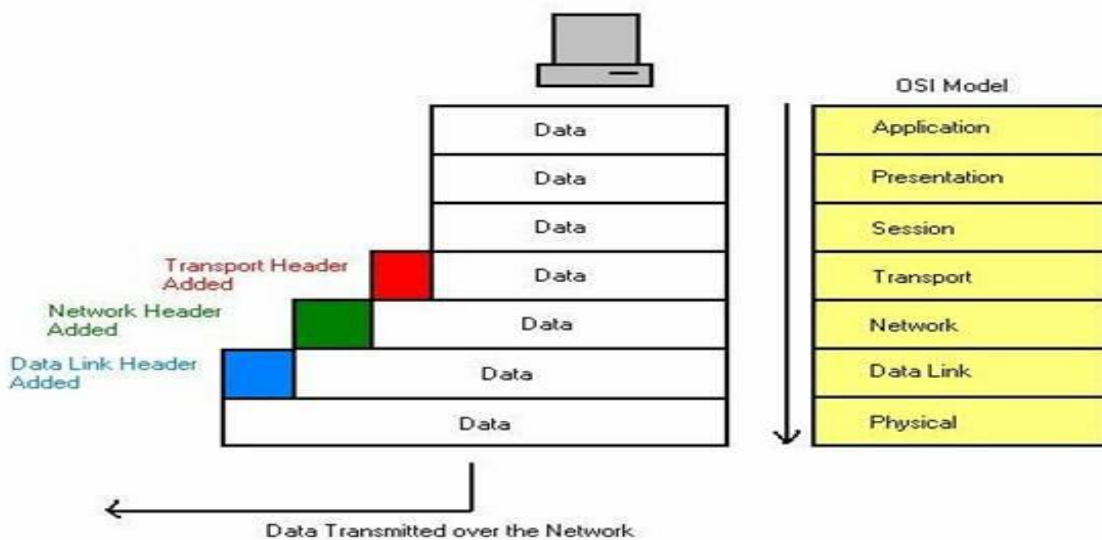 OSI Model
Data
Application
Data
Presentation
Data
Session
Transport Header
Added
Data
Transport
Network Header
Added
Data
Network
Data Link Header
Added
Data
Data Link
Data
Physical
Data Transmitted over the Network